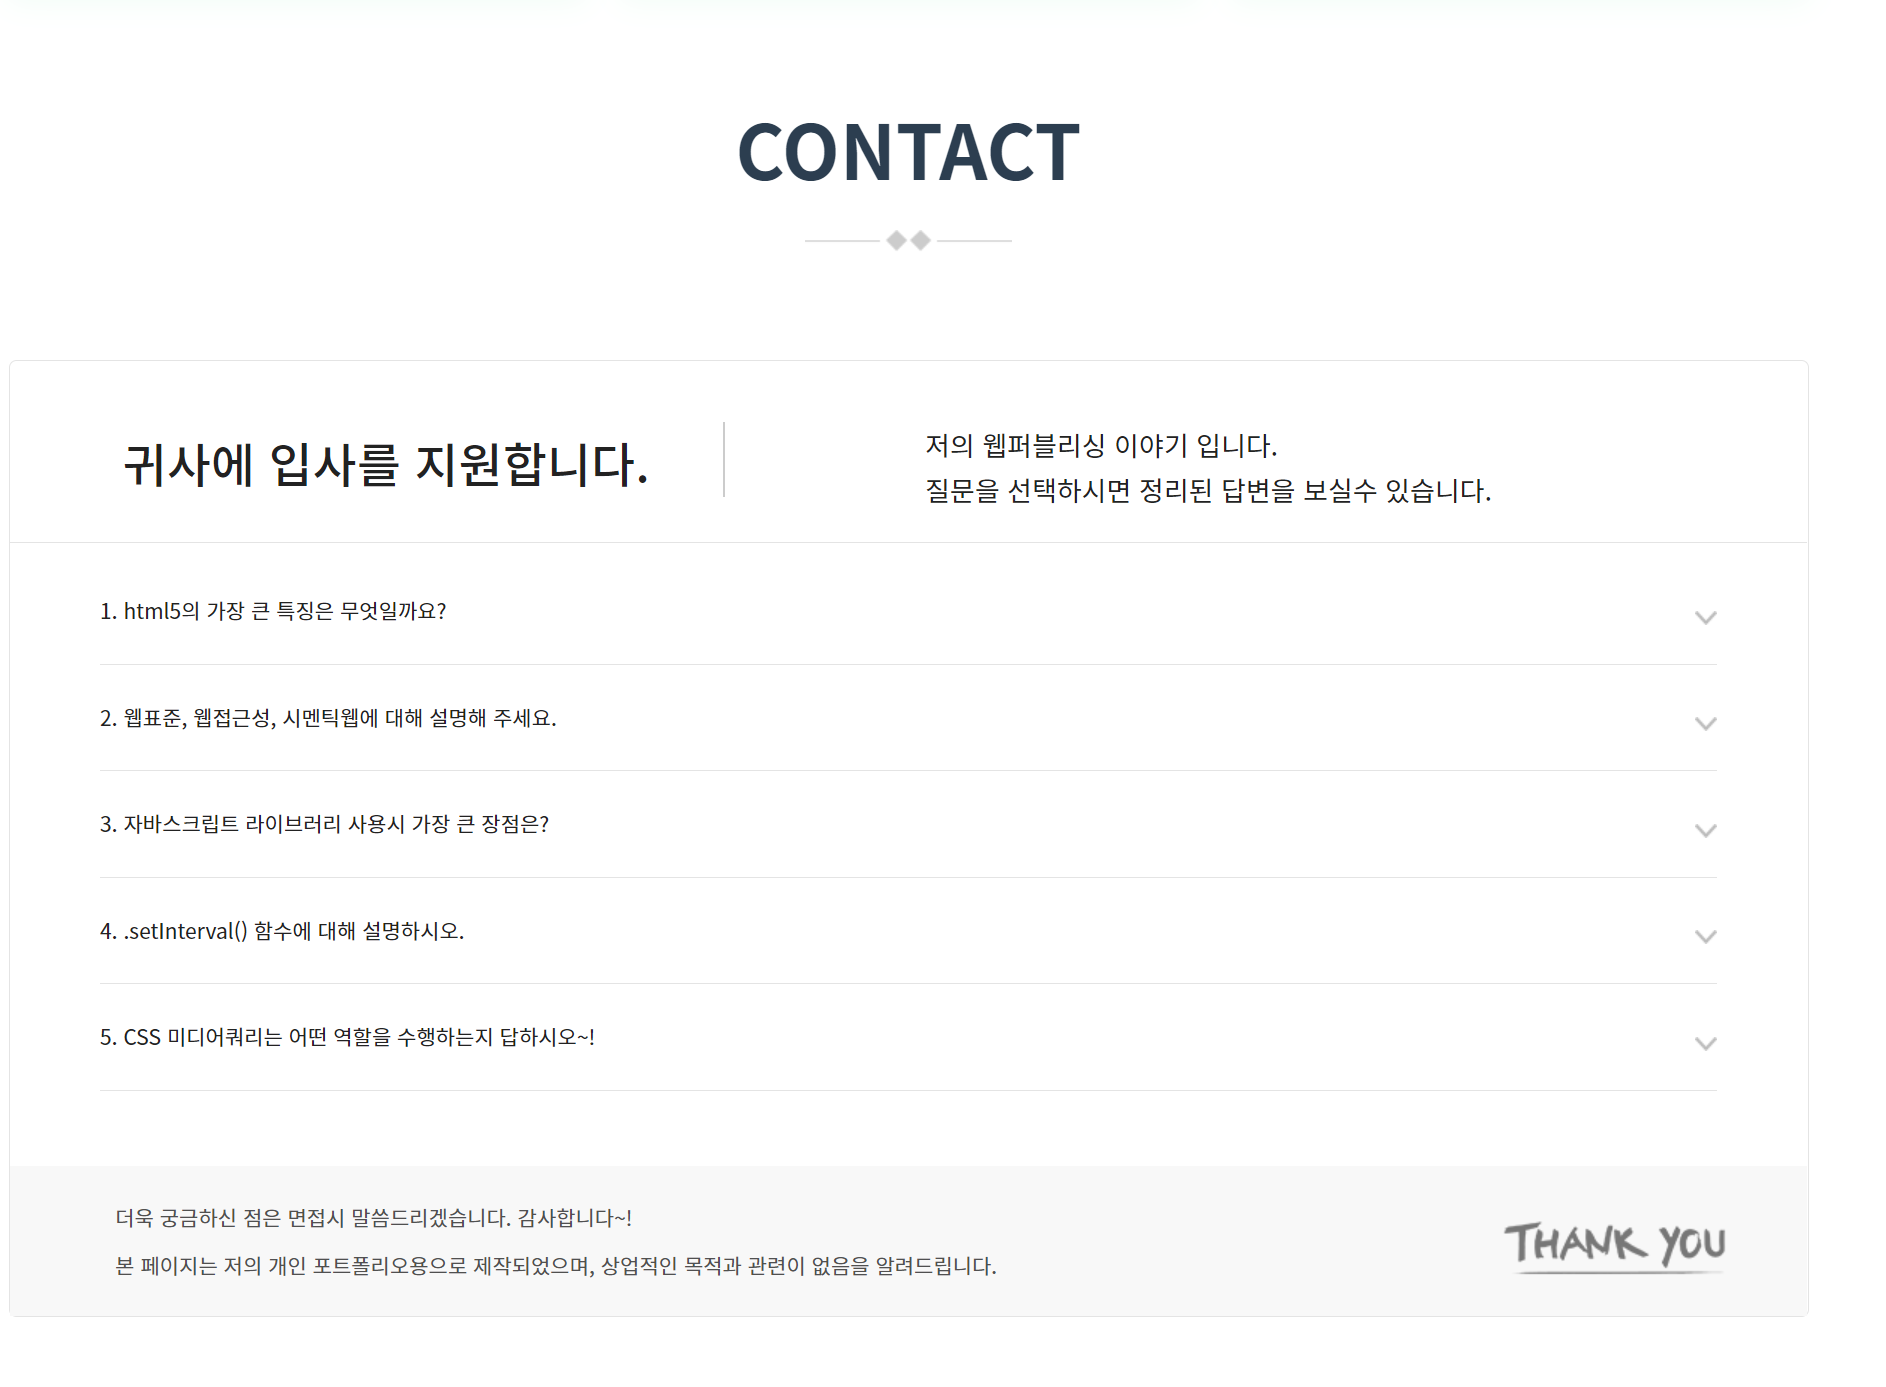 CONTACT
귀사에 입사를 지원합니다.
저의 웹퍼블리싱 이야기 입니다.
질문을 선택하시면 정리된 답변을 보실수 있습니다.
1. html5의 가장 큰 특징은 무엇일까요?
2. 웹표준, 웹접근성, 시멘틱웹에 대해 설명해 주세요.
3. 자바스크립트 라이브러리 사용시 가장 큰 장점은?
4. .setInterval() 함수에 대해 설명하시오.
5. CSS 미디어쿼리는 어떤 역할을 수행하는지 답하시오~!
더욱 궁금하신 점은 면접시 말씀드리겠습니다. 감사합니다~!
본 페이지는 저의 개인 포트폴리오용으로 제작되었으며, 상업적인 목적과 관련이 없음을 알려드립니다.
THANK YOU